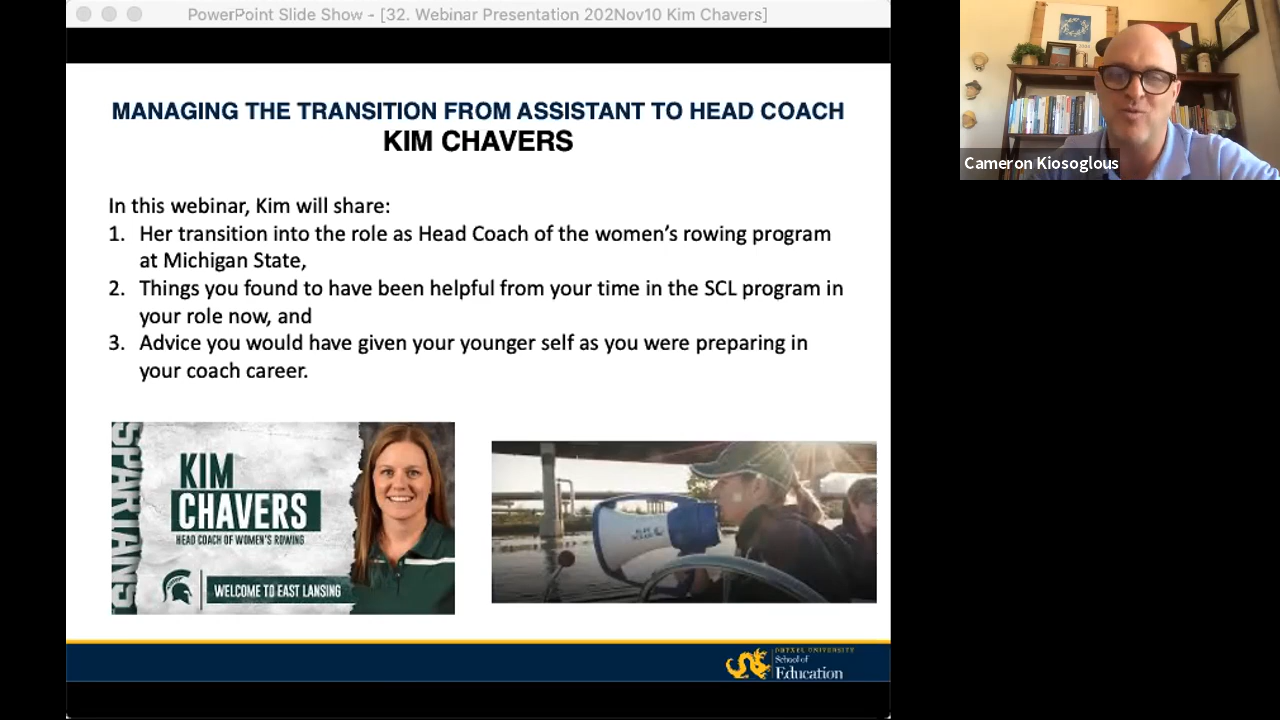 PowerPoint Slide Show - [32. Webinar Presentation 202Nov10 Kim Chavers]
MANAGING THE TRANSITION FROM ASSISTANT TO HEAD COACH
KIM CHAVERS
In this webinar, Kim will share:
1. Her transition into the role as Head Coach of the women's rowing program
at Michigan State,
2. Things you found to have been helpful from your time in the SCL program in
your role now, and
3. Advice you would have given your younger self as you were preparing in
your coach career.
SPARTANS
KIM
CHAVERS
HEAD COACH OF WOMEN'S ROWING
WELCOME TO EAST LANSING
DREXEL UNIVERSITY
School of
Education
Cameron Kiosoglous